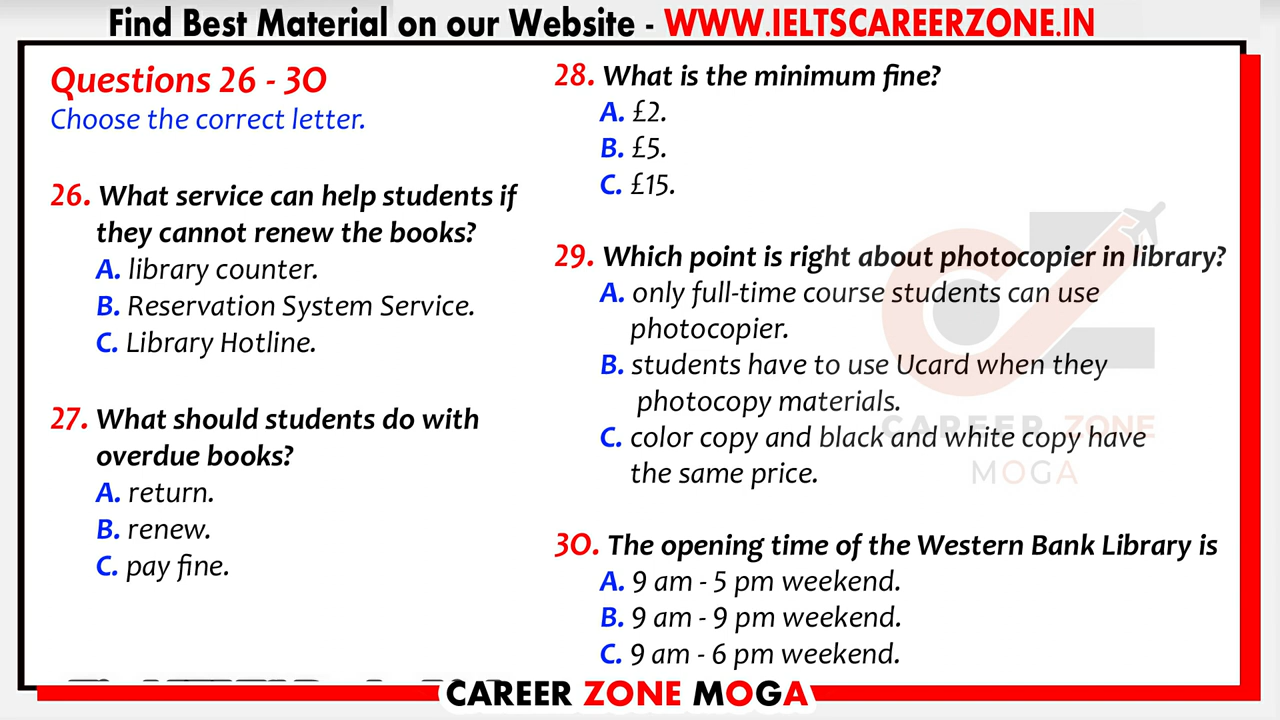 Find Best Material on our Website - WWW.IELTSCAREERZONE.IN
Questions 26 - 30
Choose the correct letter.
26. What service can help students if
they cannot renew the books?
A. library counter.
B. Reservation System Service.
C. Library Hotline.
27. What should students do with
overdue books?
A. return.
B. renew.
C. pay fine.
28. What is the minimum fine?
A. £2.
B. £5.
C. £15.
29. Which point is right about photocopier in library?
A. only full-time course students can use
photocopier.
B. students have to use Ucard when they
photocopy materials.
C. color copy and black and white copy have
the same price.
30. The opening time of the Western Bank Library is
A. 9 am - 5 pm weekend.
B. 9 am - 9 pm weekend.
C. 9 am - 6 pm weekend.
CAREER ZONE
MOGA
CAREER ZONE MOGA